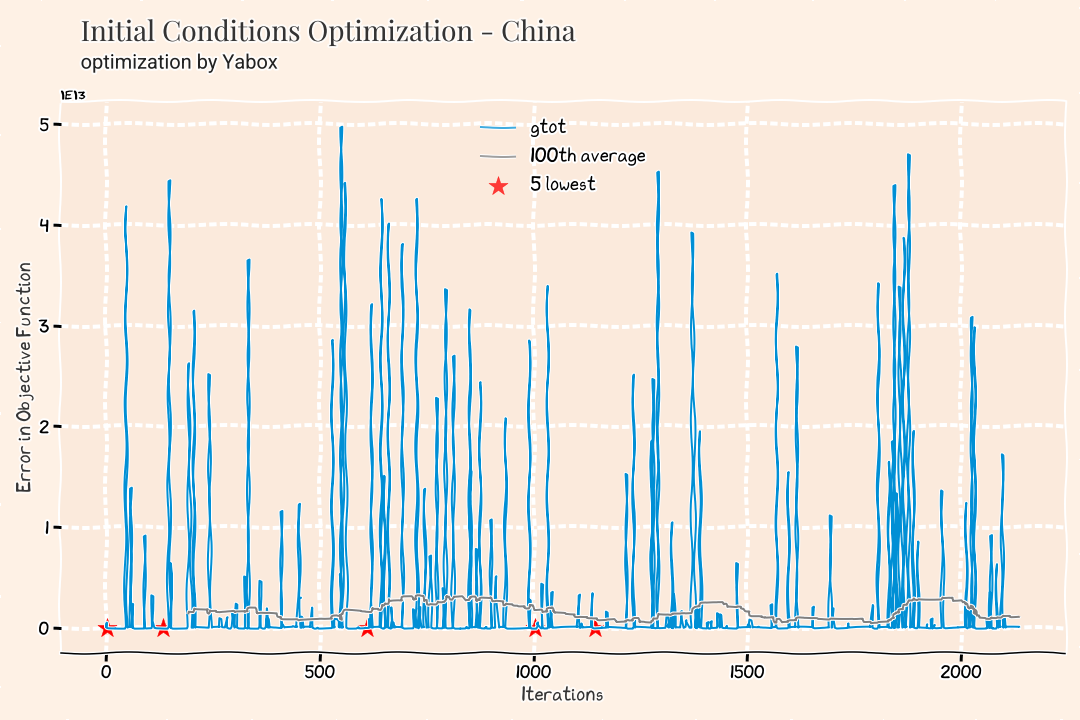 Initial Conditions Optimization - China
optimization by Yabox
1E13
gtot
100th average
5 lowest
Error in Objective Function
5
4
3
2
1
0
0 500 1000 1500 2000
Iterations